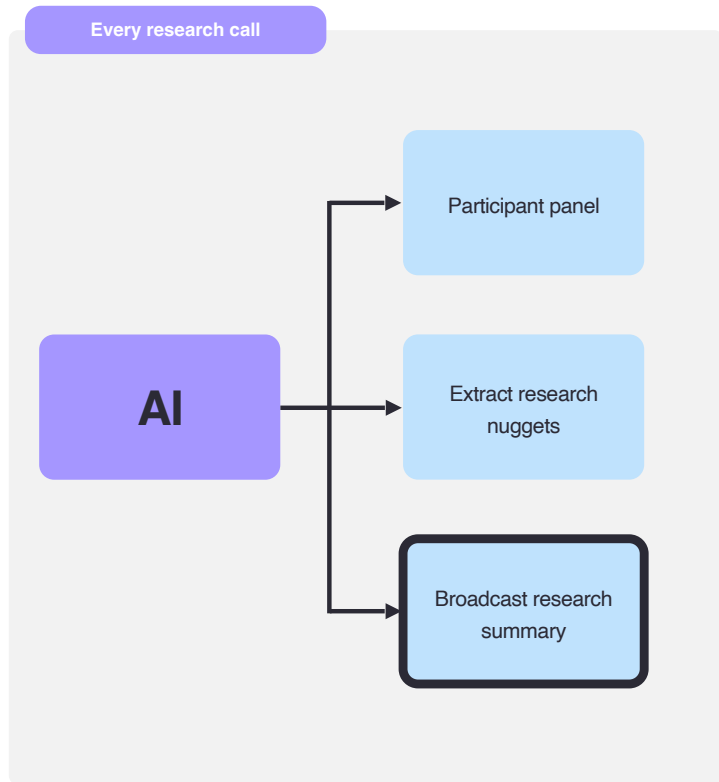 Every research call
Participant panel
AI
Extract research
nuggets
Broadcast research
summary